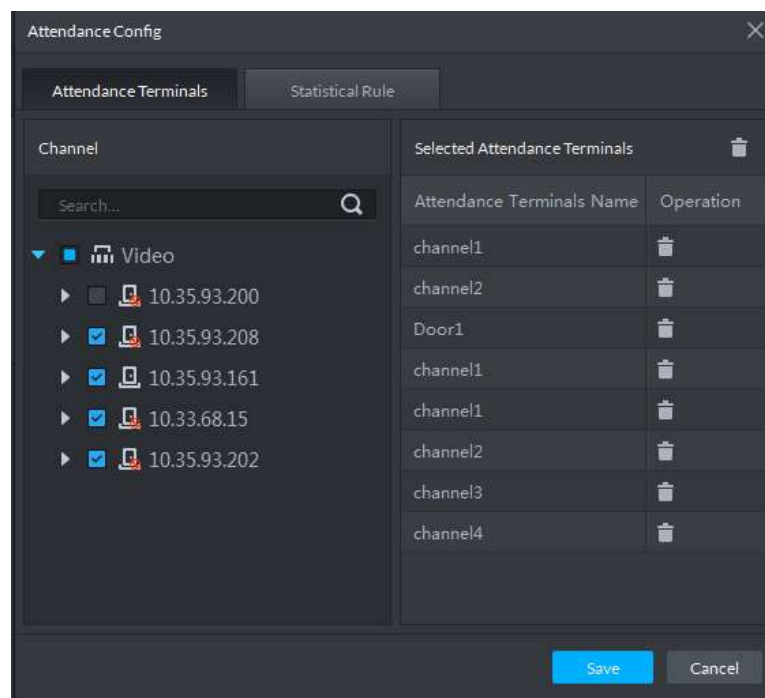 Attendance Config
Attendance Terminals
Statistical Rule
Channel
Search...
Video
10.35.93.200
10.35.93.208
10.35.93.161
10.33.68.15
10.35.93.202
Selected Attendance Terminals
Attendance Terminals Name Operation
channel1
channel2
Door1
channel1
channel1
channel2
channel3
channel4
Save
Cancel